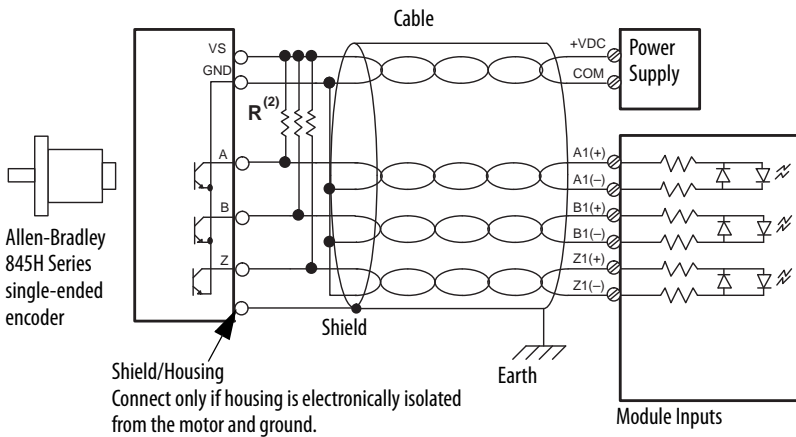 Cable
VS
+VDC
Power
Supply
GND
COM
R(2)
A
A1(+)
A1(–)
B
B1(+)
B1(–)
Z
Z1(+)
Z1(–)
Allen-Bradley
845H Series
single-ended
encoder
Shield
Shield/Housing
Connect only if housing is electronically isolated
from the motor and ground.
Earth
Module Inputs